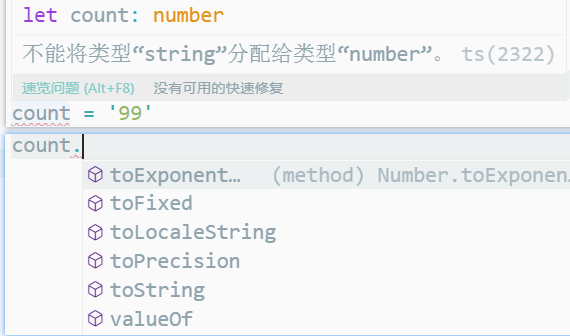 let count: number
不能将类型“string”分配给类型“number”。 ts(2322)
速览问题 (Alt+F8) 没有可用的快速修复
count = '99'
count.
toExponent… (method) Number.toExponen…
toFixed
toLocaleString
toPrecision
toString
valueOf